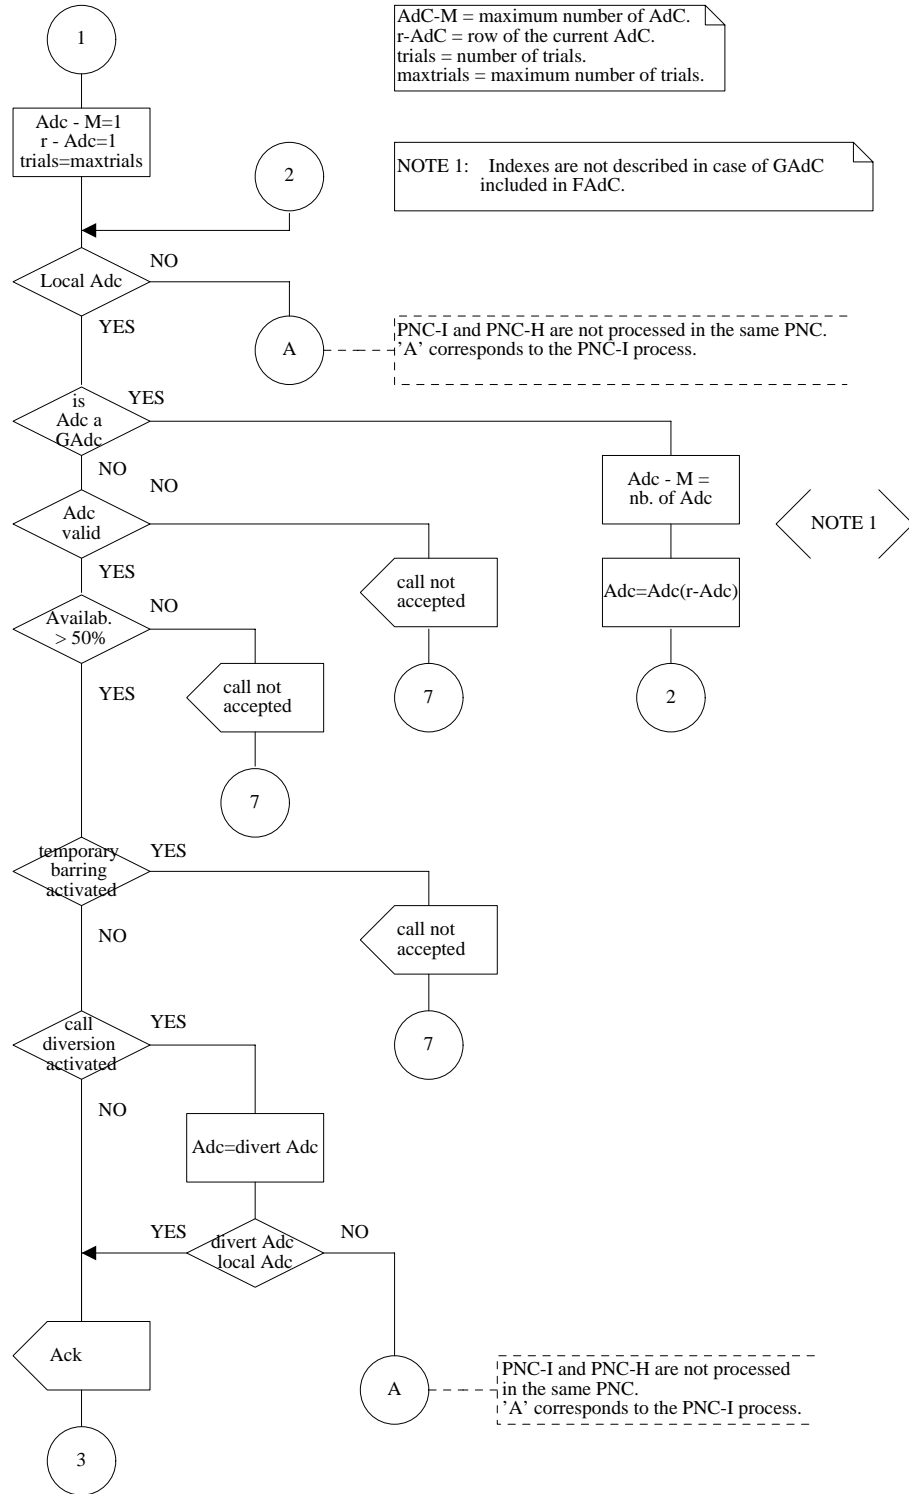 1
AdC-M = maximum number of AdC.
r-AdC = row of the current AdC.
trials = number of trials.
maxtrials = maximum number of trials.
Adc - M=1
r - Adc=1
trials=maxtrials
2
NOTE 1: Indexes are not described in case of GAdC
included in FAdC.
Local Adc
NO
YES
A
PNC-I and PNC-H are not processed in the same PNC.
'A' corresponds to the PNC-I process.
is
Adc a
GAdc
YES
NO
Adc - M =
nb. of Adc
NOTE 1
Adc=Adc(r-Adc)
2
Adc
valid
NO
YES
call not
accepted
7
Availab.
> 50%
NO
YES
call not
accepted
7
temporary
barring
activated
YES
NO
call not
accepted
7
call
diversion
activated
YES
NO
Adc=divert Adc
divert Adc
local Adc
YES
NO
Ack
A
PNC-I and PNC-H are not processed
in the same PNC.
'A' corresponds to the PNC-I process.
3